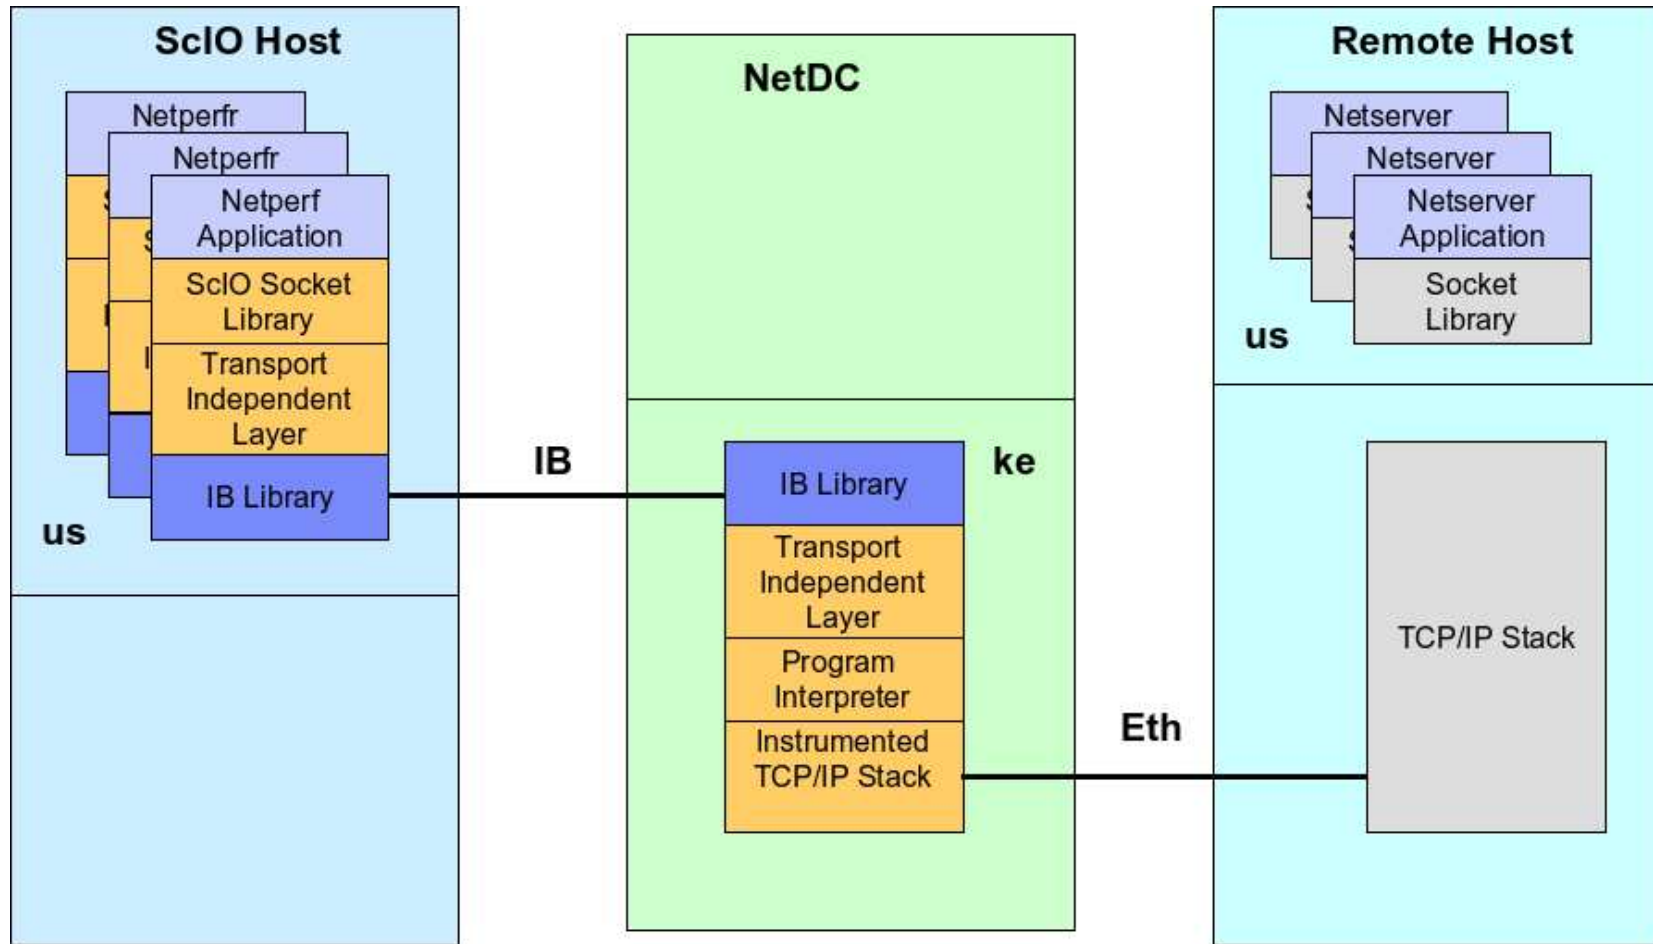 ScIO Host
Netperfr
Netperfr
Netperf
Application
ScIO Socket
Library
Transport
Independent
Layer
IB Library
us
IB
NetDC
ke
IB Library
Transport
Independent
Layer
Program
Interpreter
Instrumented
TCP/IP Stack
Eth
Remote Host
Netserver
Netserver
Netserver
Application
Socket
Library
us
TCP/IP Stack